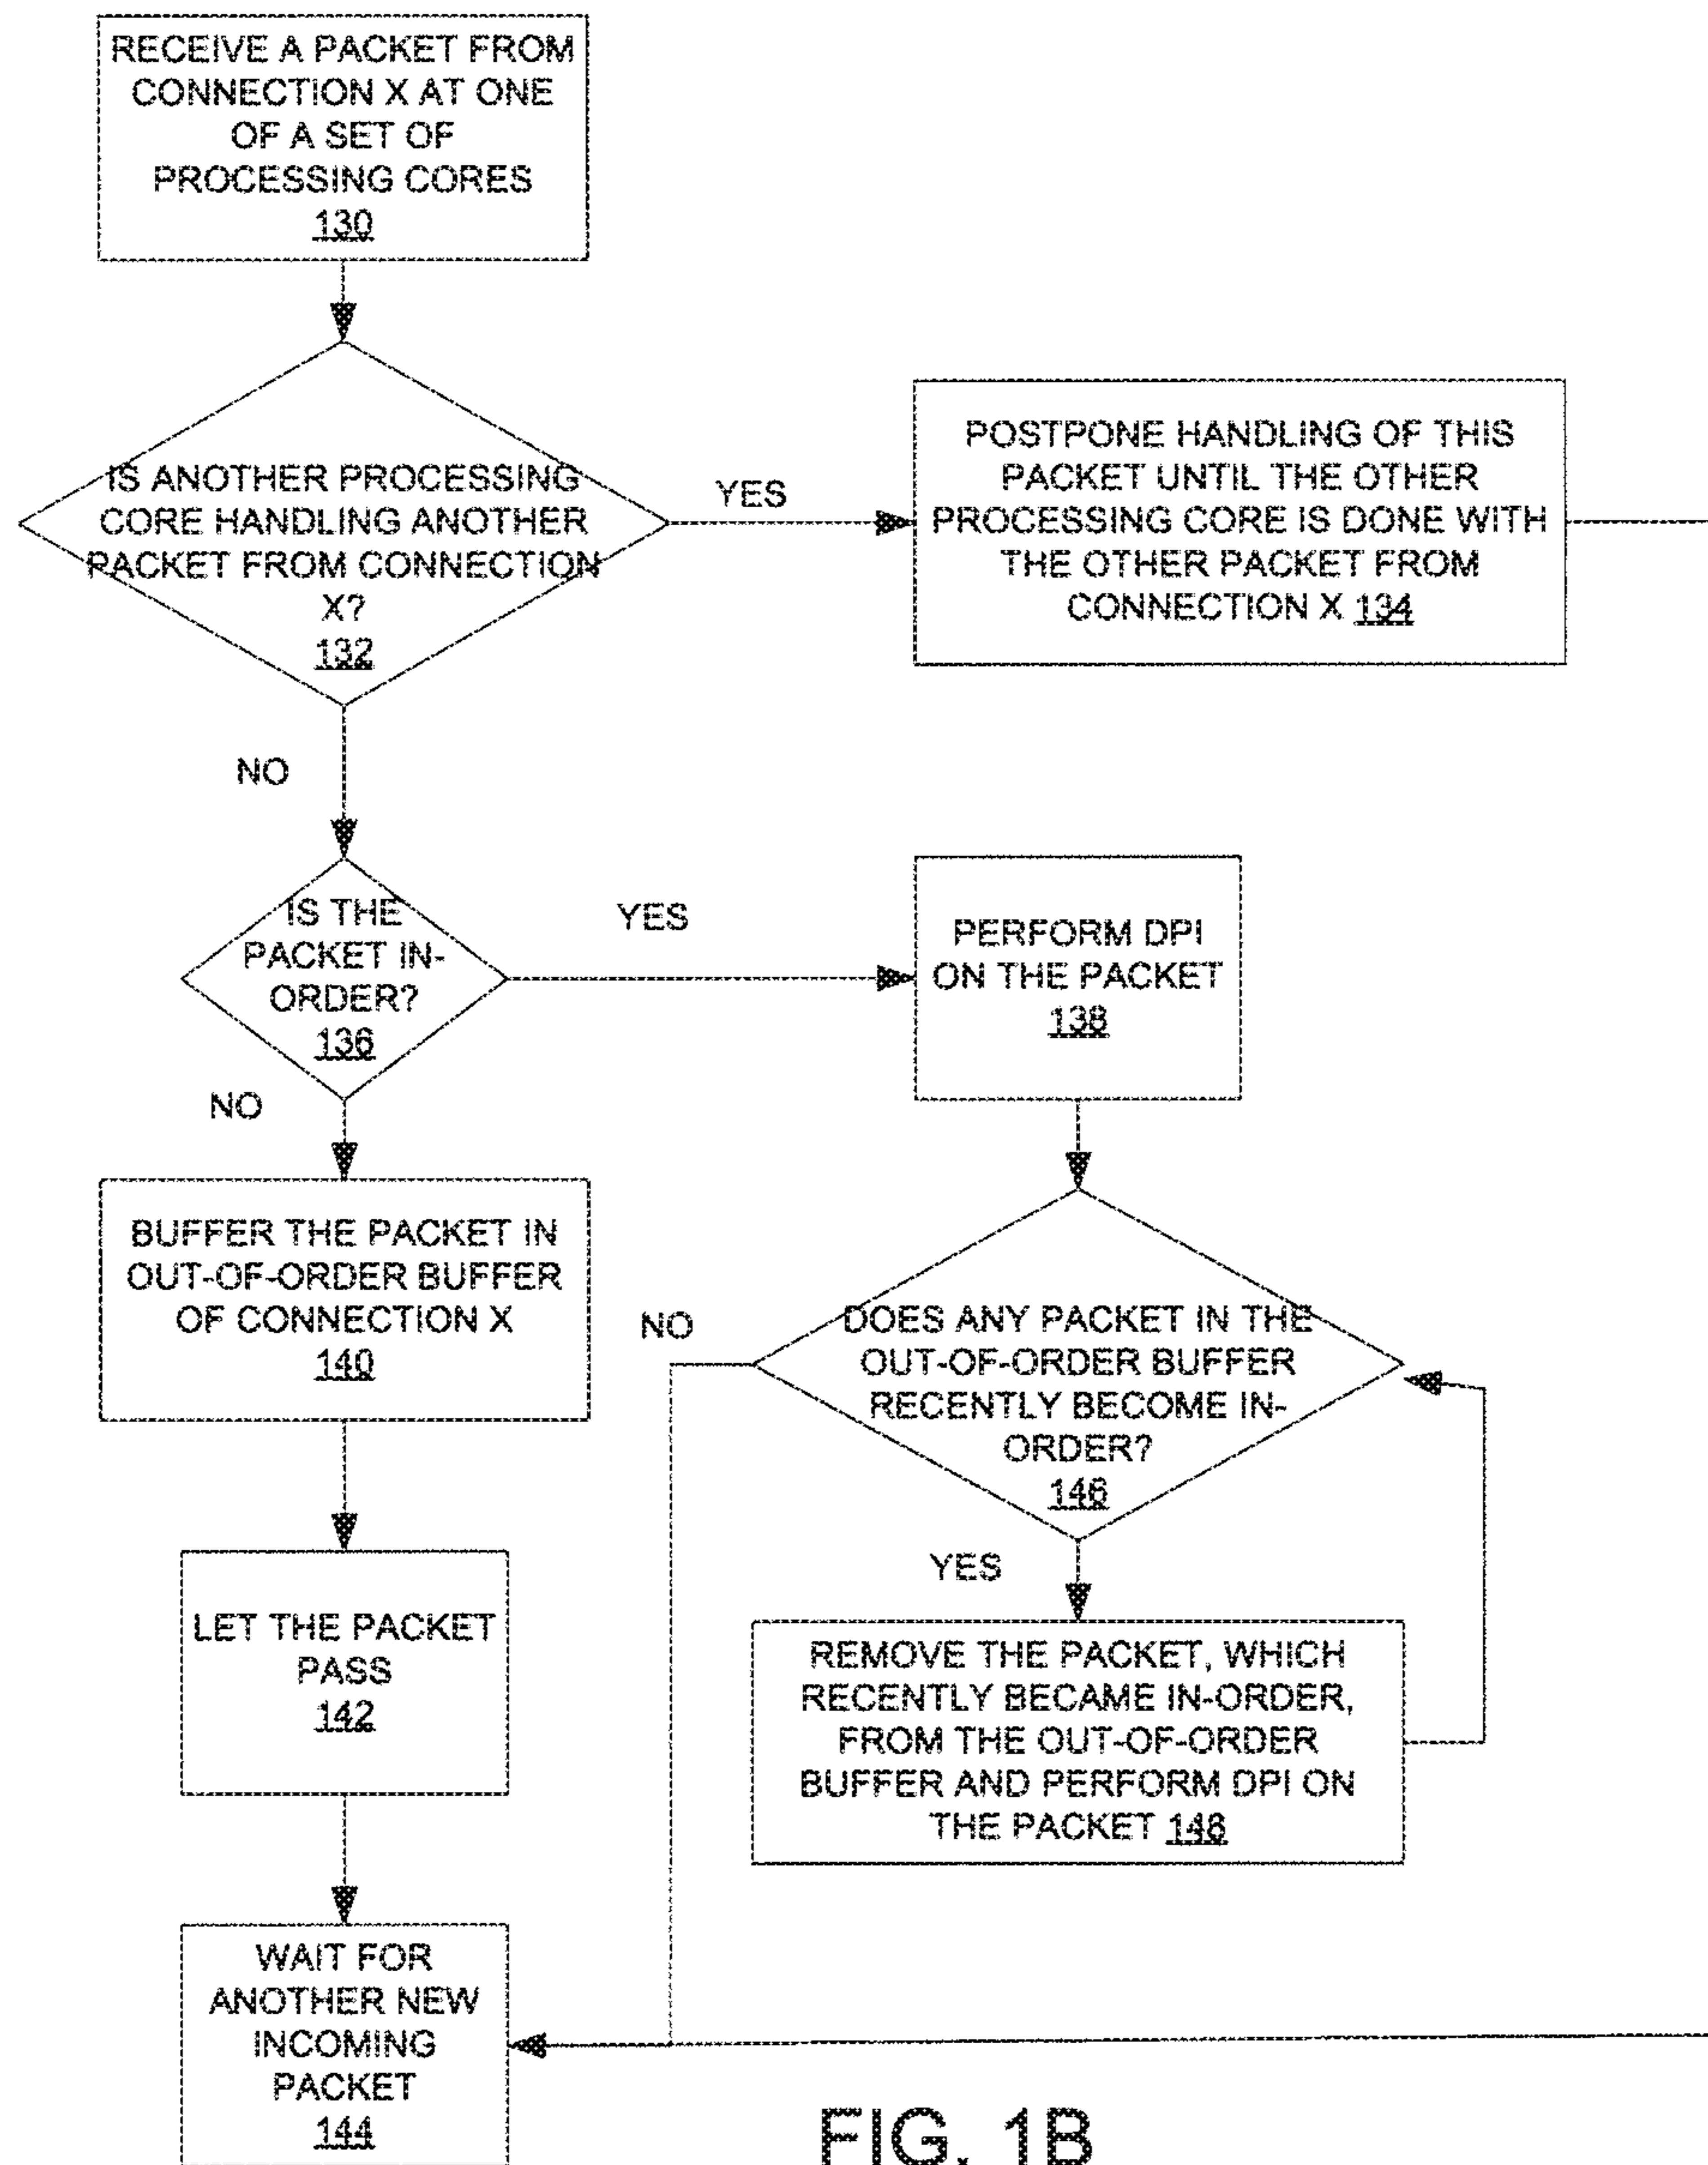 RECEIVE A PACKET FROM
CONNECTION X AT ONE
OF A SET OF
PROCESSING CORES
130
IS ANOTHER PROCESSING
CORE HANDLING ANOTHER
PACKET FROM CONNECTION
X?
132
YES
POSTPONE HANDLING OF THIS
PACKET UNTIL THE OTHER
PROCESSING CORE IS DONE WITH
THE OTHER PACKET FROM
CONNECTION X 134
NO
IS THE
PACKET IN-
ORDER?
136
YES
PERFORM DPI
ON THE PACKET
138
NO
BUFFER THE PACKET IN
OUT-OF-ORDER BUFFER
OF CONNECTION X
140
NO
DOES ANY PACKET IN THE
OUT-OF-ORDER BUFFER
RECENTLY BECOME IN-
ORDER?
146
YES
LET THE PACKET
PASS
142
REMOVE THE PACKET, WHICH
RECENTLY BECAME IN-ORDER,
FROM THE OUT-OF-ORDER
BUFFER AND PERFORM DPI ON
THE PACKET 148
WAIT FOR
ANOTHER NEW
INCOMING
PACKET
144
FIG. 1B